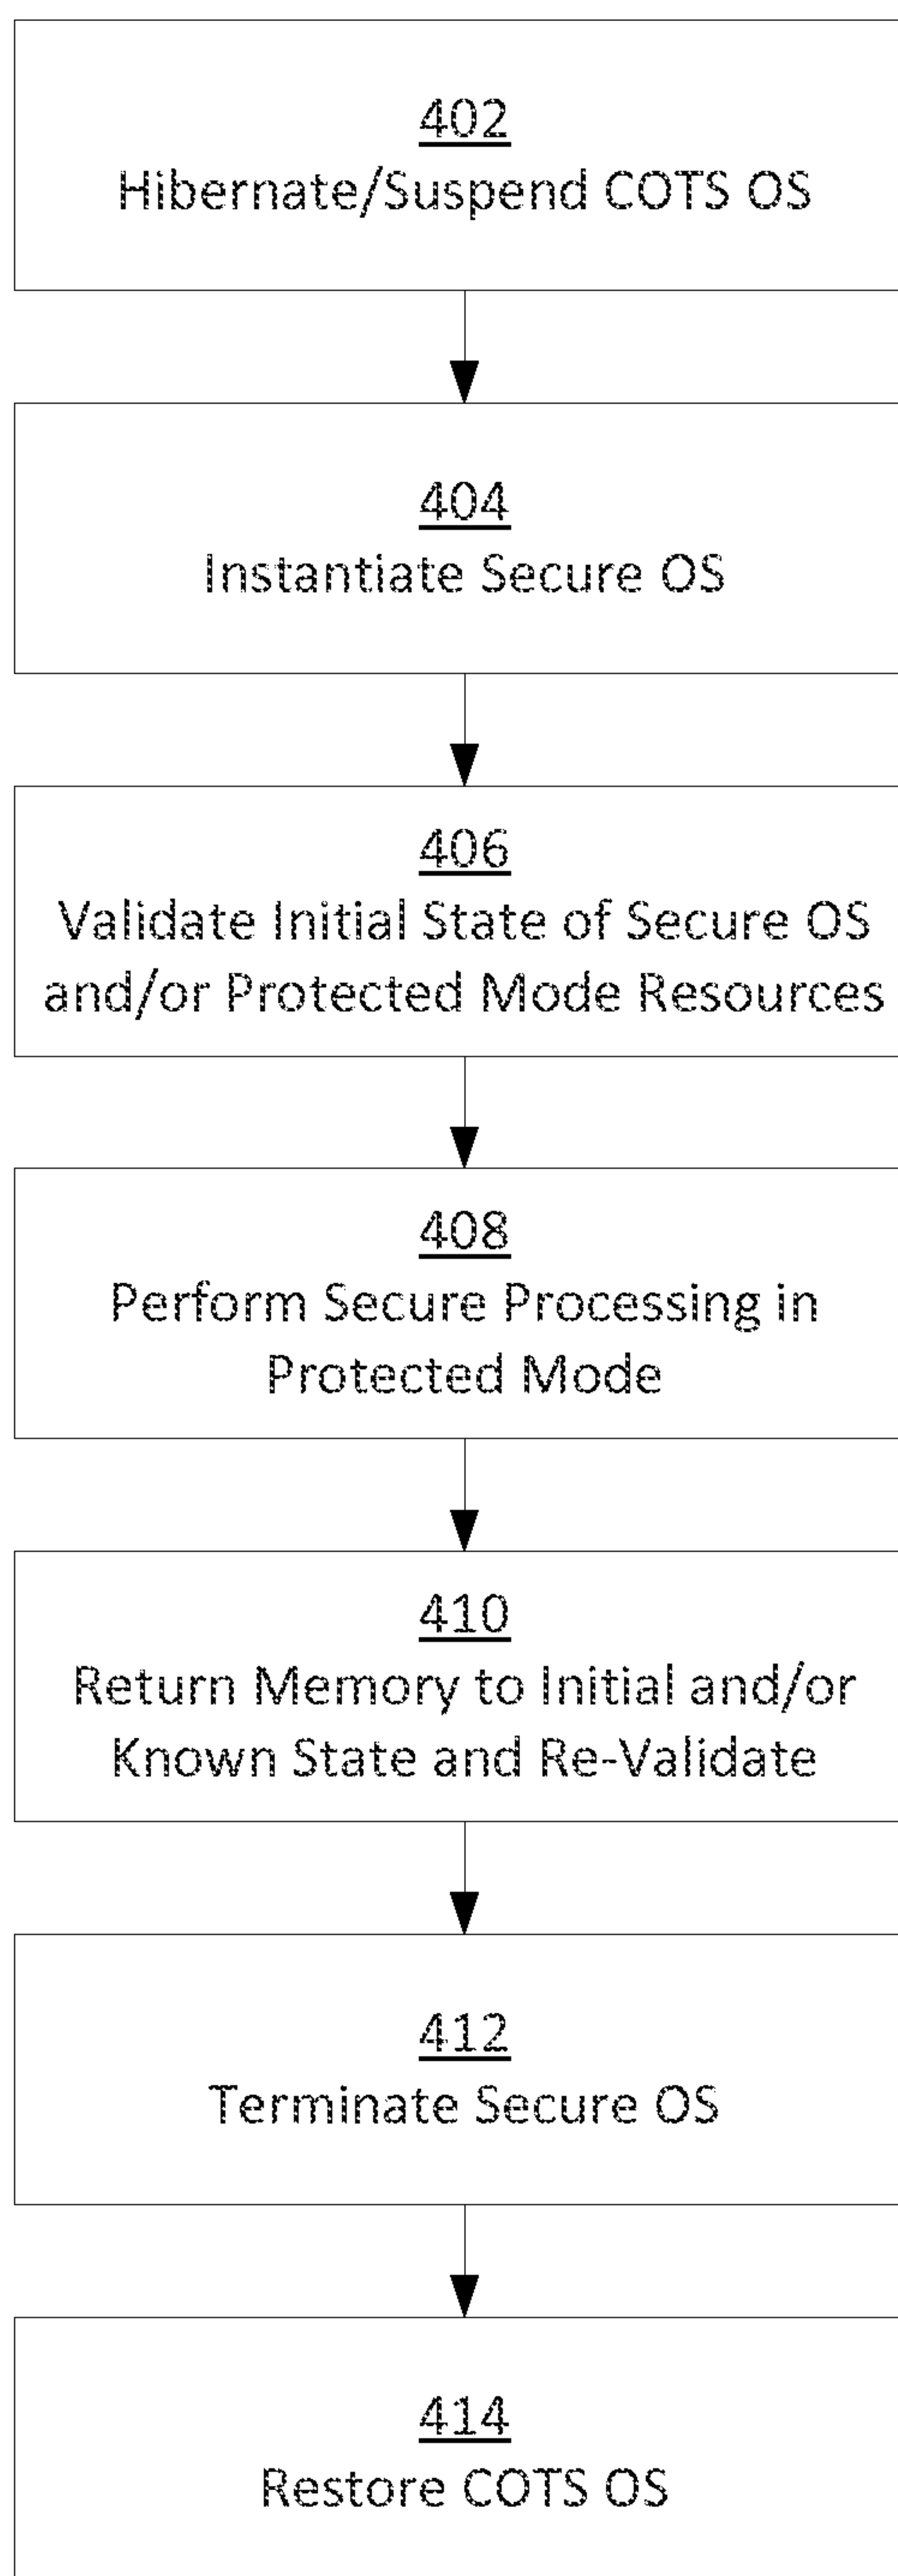 402
Hibernate/Suspend COTS OS
404
Instantiate Secure OS
406
Validate Initial State of Secure OS
and/or Protected Mode Resources
408
Perform Secure Processing in
Protected Mode
410
Return Memory to Initial and/or
Known State and Re-Validate
412
Terminate Secure OS
414
Restore COTS OS